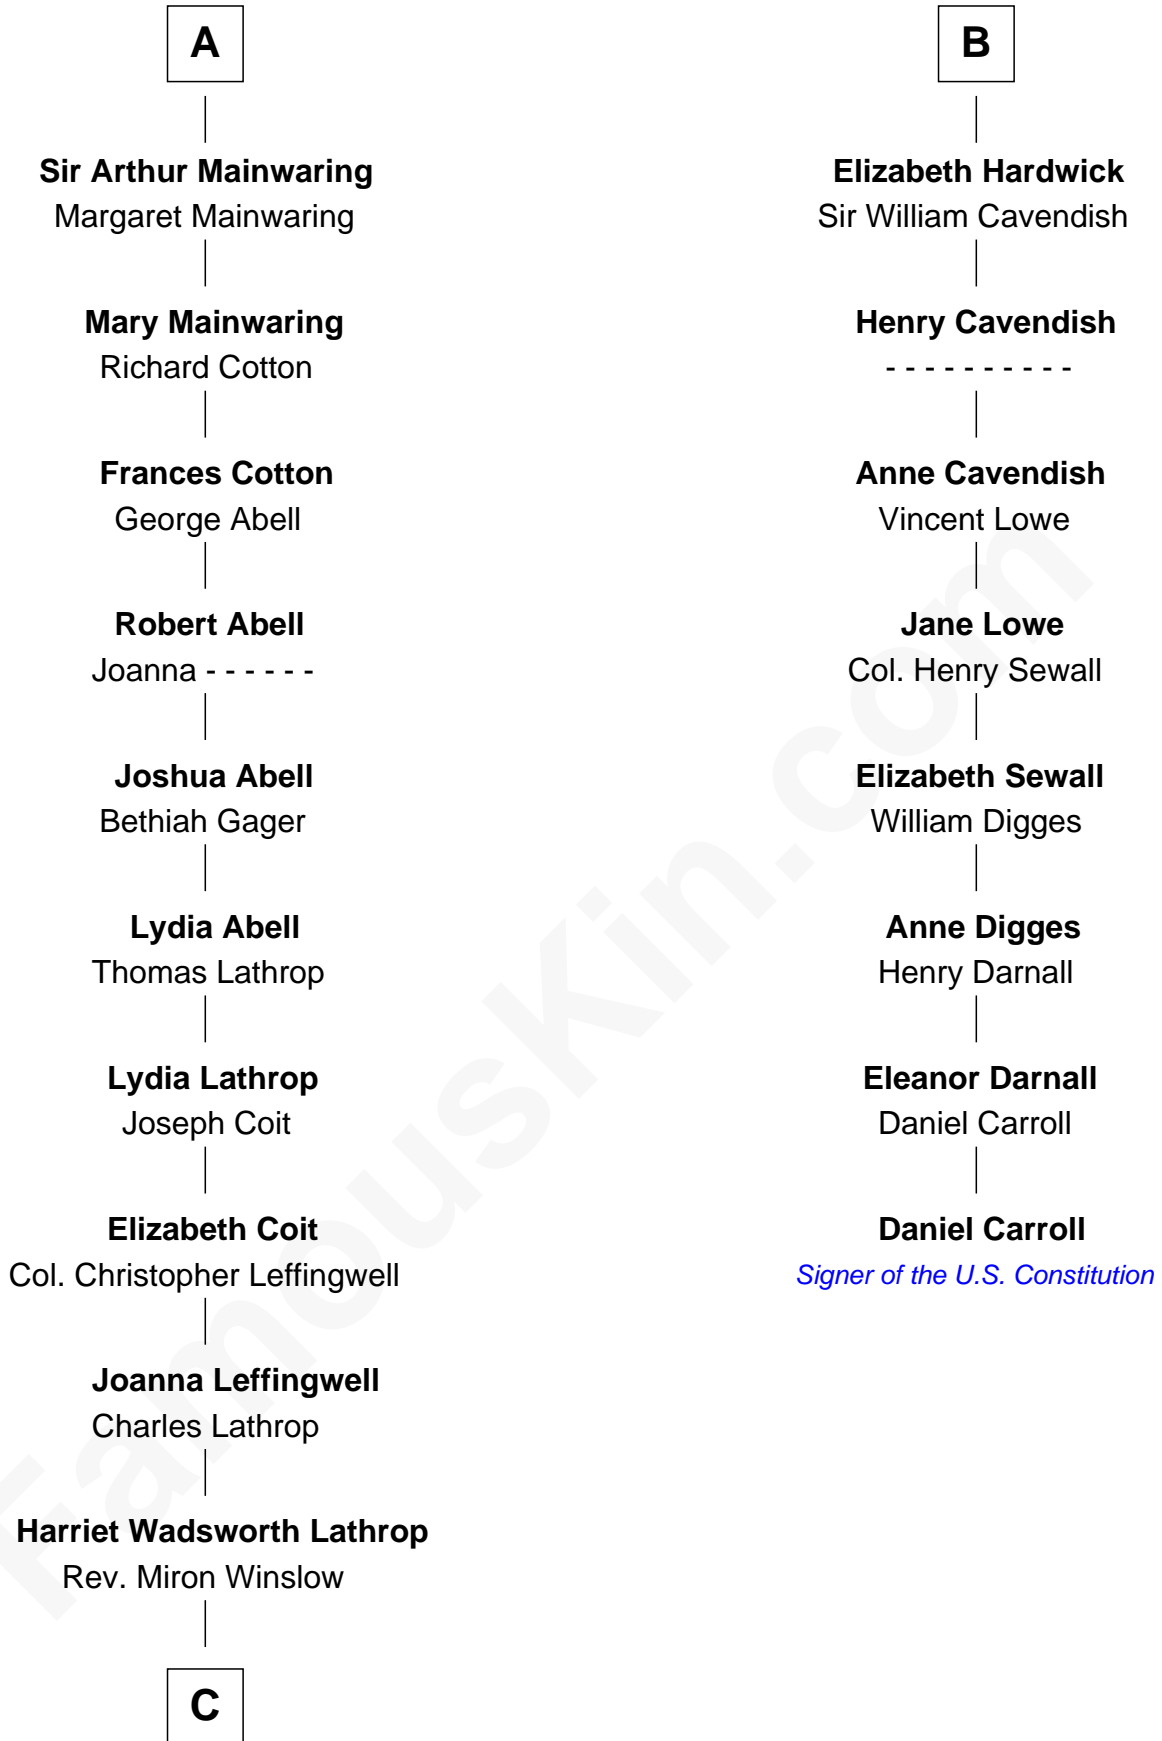 A
Sir Arthur Mainwaring
Margaret Mainwaring
Mary Mainwaring
Richard Cotton
Frances Cotton
George Abell
Robert Abell
Joanna - - - - - -
Joshua Abell
Bethiah Gager
Lydia Abell
Thomas Lathrop
Lydia Lathrop
Joseph Coit
Elizabeth Coit
Col. Christopher Leffingwell
Joanna Leffingwell
Charles Lathrop
Harriet Wadsworth Lathrop
Rev. Miron Winslow
C
B
Elizabeth Hardwick
Sir William Cavendish
Henry Cavendish
- - - - - - - - - -
Anne Cavendish
Vincent Lowe
Jane Lowe
Col. Henry Sewall
Elizabeth Sewall
William Digges
Anne Digges
Henry Darnall
Eleanor Darnall
Daniel Carroll
Daniel Carroll
Signer of the U.S. Constitution
FamousKin.com